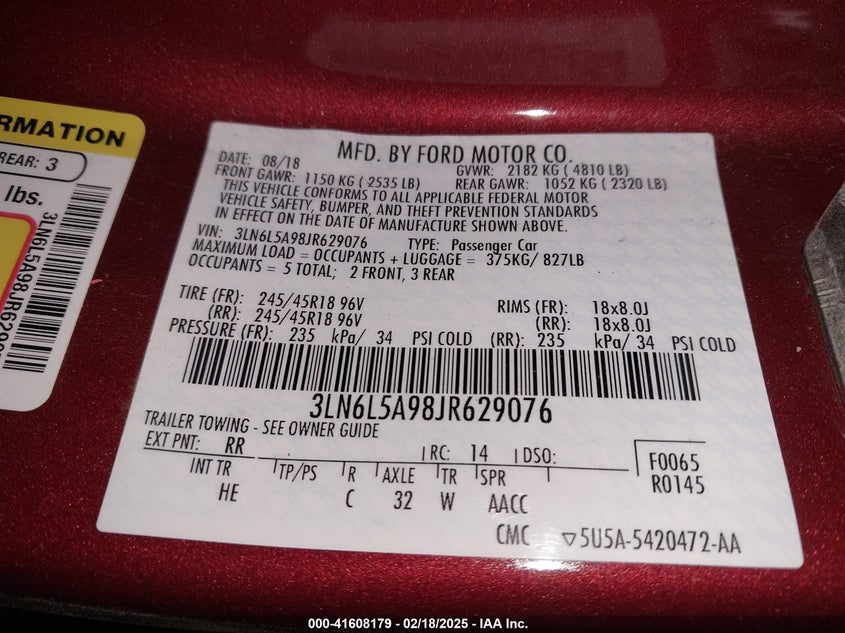 RMATION
REAR: 3
lbs.
3LN6L5A98JR629
MFD. BY FORD MOTOR CO.
DATE: 08/18 GVWR: 2182 KG ( 4810 LB)
FRONT GAWR: 1150 KG ( 2535 LB) REAR GAWR: 1052 KG ( 2320 LB)
THIS VEHICLE CONFORMS TO ALL APPLICABLE FEDERAL MOTOR
VEHICLE SAFETY, BUMPER, AND THEFT PREVENTION STANDARDS
IN EFFECT ON THE DATE OF MANUFACTURE SHOWN ABOVE.
VIN: 3LN6L5A98JR629076 TYPE: Passenger Car
MAXIMUM LOAD = OCCUPANTS + LUGGAGE = 375KG/ 827LB
OCCUPANTS = 5 TOTAL; 2 FRONT, 3 REAR
TIRE (FR): 245/45R18 96V RIMS (FR): 18x8.0J
(RR): 245/45R18 96V (RR): 18x8.0J
PRESSURE (FR): 235 kPa/ 34 PSI COLD (RR): 235 kPa/ 34 PSI COLD
3LN6L5A98JR629076
TRAILER TOWING - SEE OWNER GUIDE
EXT PNT: RR RC: 14 DSO: F0065
INT TR TP/PS R AXLE TR SPR R0145
HE C 32 W AACC
CMC ▽5U5A-5420472-AA
000-41608179 - 02/18/2025 - IAA Inc.